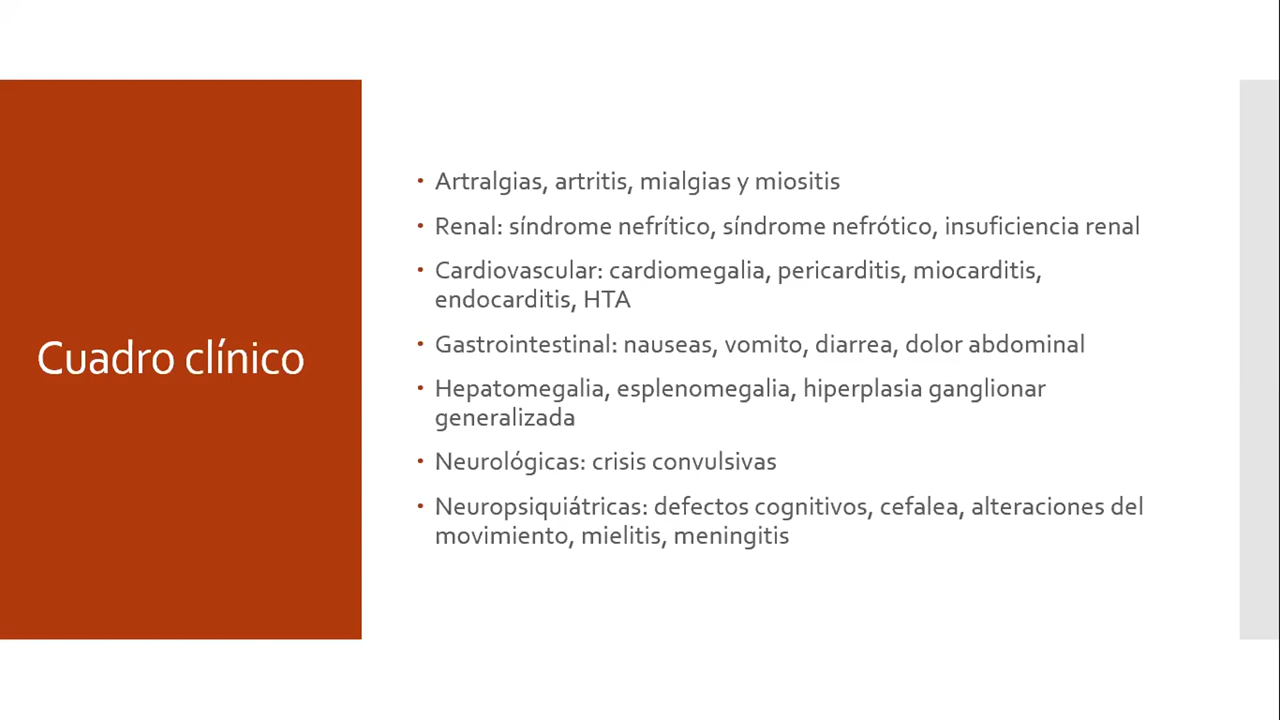 Cuadro clínico
• Artralgias, artritis, mialgias y miositis
• Renal: síndrome nefrítico, síndrome nefrótico, insuficiencia renal
• Cardiovascular: cardiomegalia, pericarditis, miocarditis,
endocarditis, HTA
• Gastrointestinal: nauseas, vomito, diarrea, dolor abdominal
• Hepatomegalia, esplenomegalia, hiperplasia ganglionar
generalizada
• Neurológicas: crisis convulsivas
• Neuropsiquiátricas: defectos cognitivos, cefalea, alteraciones del
movimiento, mielitis, meningitis